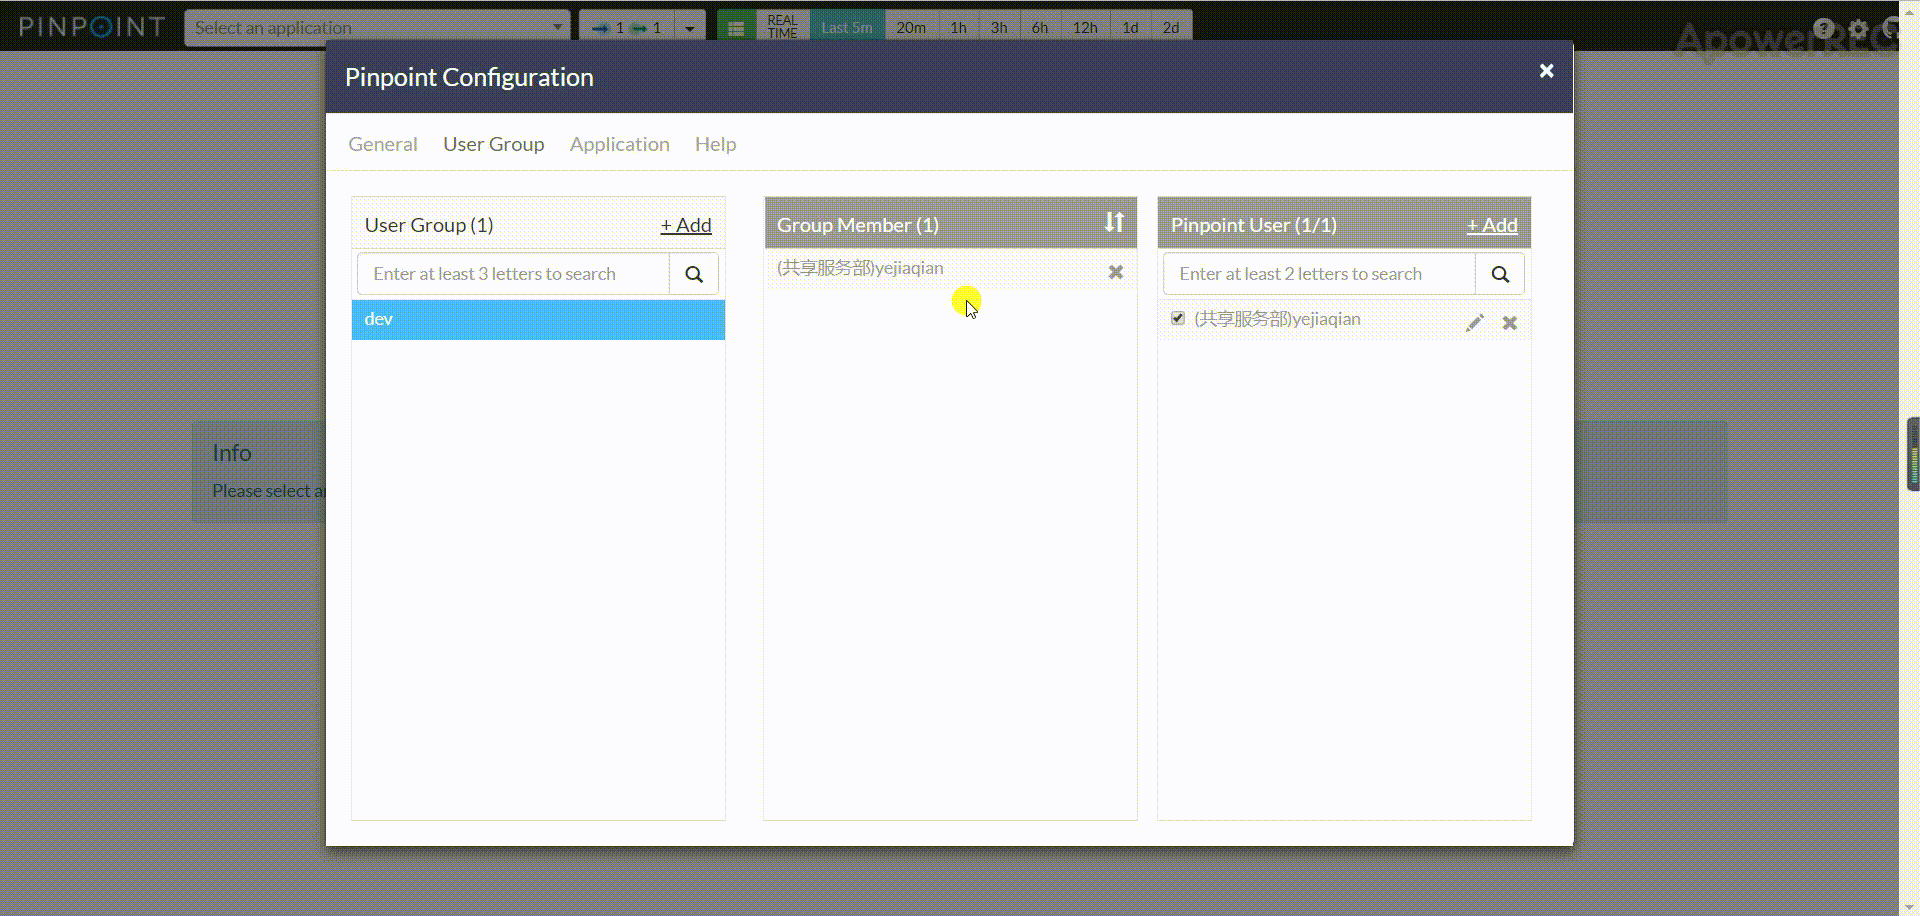 PINPOINT
Select an application
1 1
REAL TIME
Last 5m
20m
1h
3h
6h
12h
1d
2d
ApowerREC
Pinpoint Configuration
General
User Group
Application
Help
User Group (1)
+ Add
Enter at least 3 letters to search
dev
Group Member (1)
(共享服务部)yejiaqian
Pinpoint User (1/1)
+ Add
Enter at least 2 letters to search
(共享服务部)yejiaqian
Info
Please select